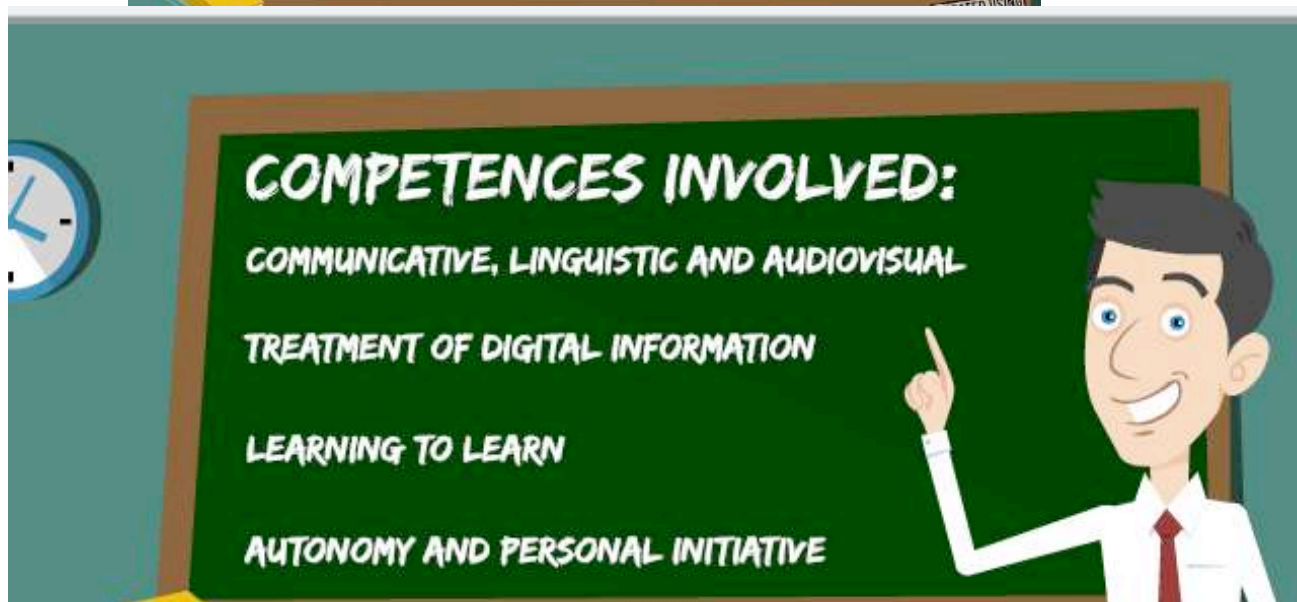 COMPETENCES INVOLVED:
COMMUNICATIVE, LINGUISTIC AND AUDIOVISUAL
TREATMENT OF DIGITAL INFORMATION
LEARNING TO LEARN
AUTONOMY AND PERSONAL INITIATIVE